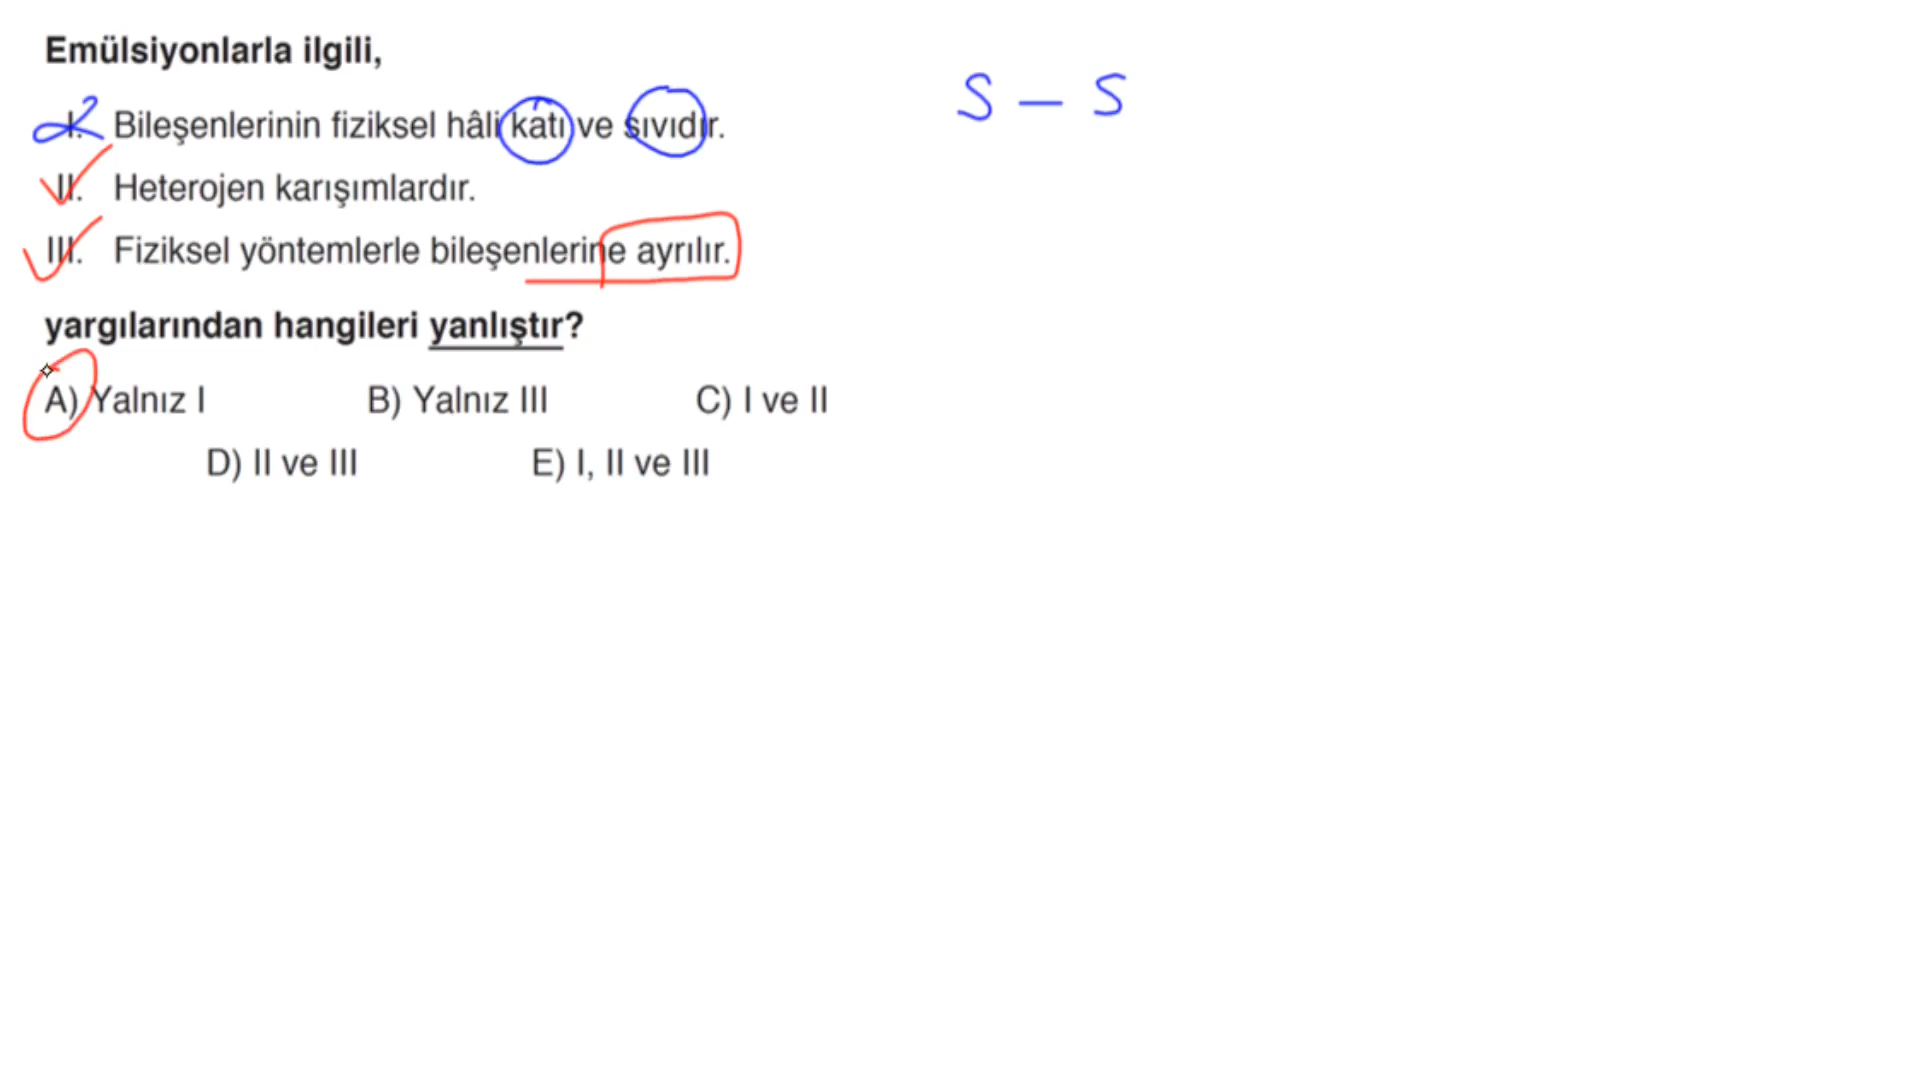 Emülsiyonlarla ilgili,
S – S
I. Bileşenlerinin fiziksel hâli katı ve sıvıdır.
II. Heterojen karışımlardır.
III. Fiziksel yöntemlerle bileşenlerine ayrılır.
yargılarından hangileri yanlıştır?
A) Yalnız I B) Yalnız III C) I ve II
D) II ve III E) I, II ve III